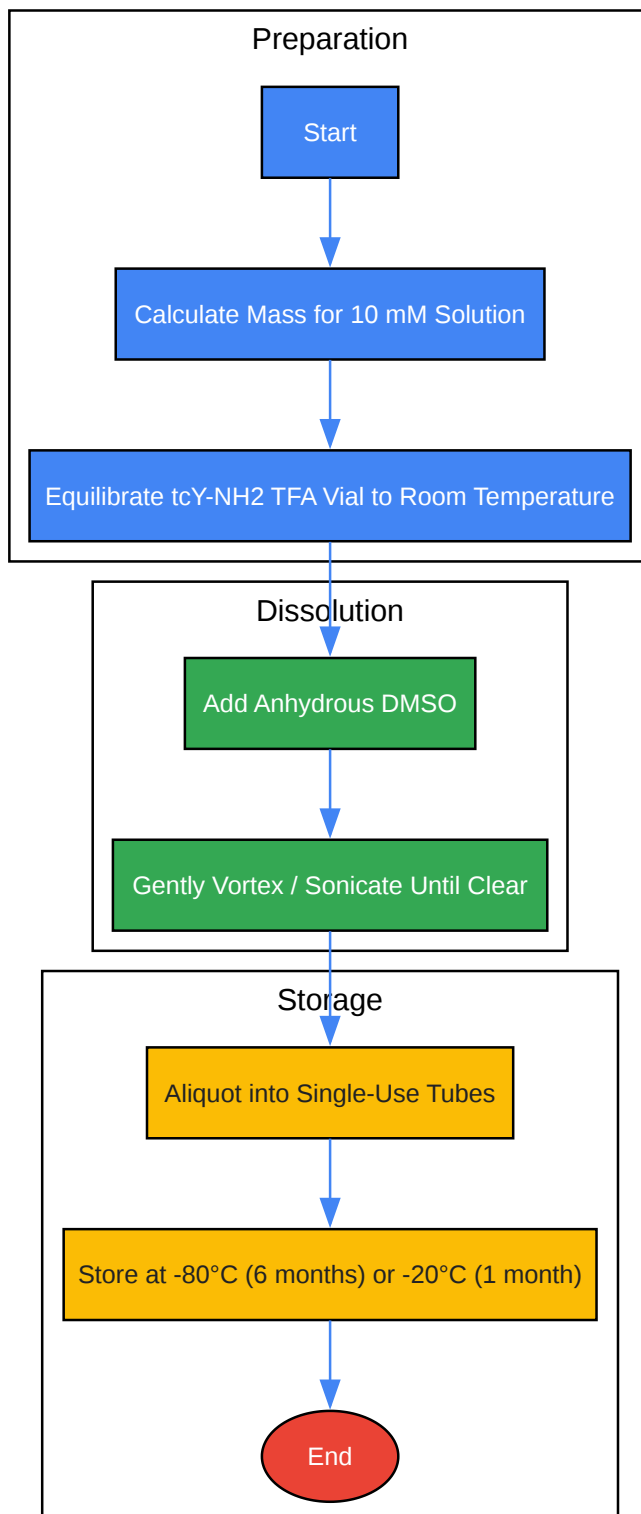 Preparation
Start
Calculate Mass for 10 mM Solution
Equilibrate tcY-NH2 TFA Vial to Room Temperature
Dissolution
Add Anhydrous DMSO
Gently Vortex / Sonicate Until Clear
Storage
Aliquot into Single-Use Tubes
Store at -80°C (6 months) or -20°C (1 month)
End